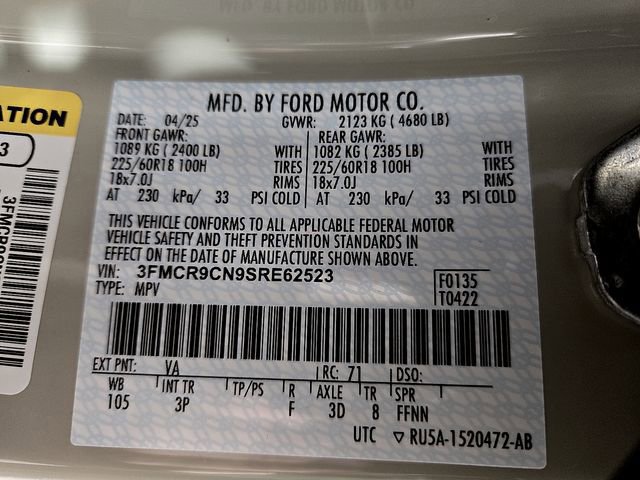 MFD. BY FORD MOTOR CO.
DATE: 04/25 GVWR: 2123 KG ( 4680 LB)
FRONT GAWR: REAR GAWR:
1089 KG ( 2400 LB) WITH 1082 KG ( 2385 LB) WITH
225/60R18 100H TIRES 225/60R18 100H TIRES
18x7.0J RIMS 18x7.0J RIMS
AT 230 kPa/ 33 PSI COLD AT 230 kPa/ 33 PSI COLD
THIS VEHICLE CONFORMS TO ALL APPLICABLE FEDERAL MOTOR
VEHICLE SAFETY AND THEFT PREVENTION STANDARDS IN
EFFECT ON THE DATE OF MANUFACTURE SHOWN ABOVE.
VIN: 3FMCR9CN9SRE62523
TYPE: MPV
F0135
T0422
EXT PNT: VA RC: 71 DSO:
WB INT TR TP/PS R AXLE TR SPR
105 3P F 3D 8 FFNN
UTC ▽ RU5A-1520472-AB
ATION
3